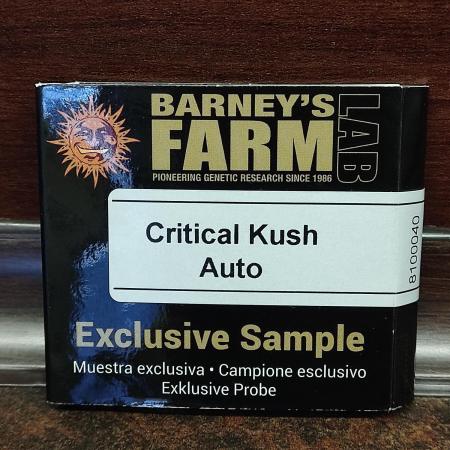 BARNEY'S
FARM
LAB
PIONEERING GENETIC RESEARCH SINCE 1986
Critical Kush
Auto
8100040
Exclusive Sample
Muestra exclusiva • Campione esclusivo
Exklusive Probe